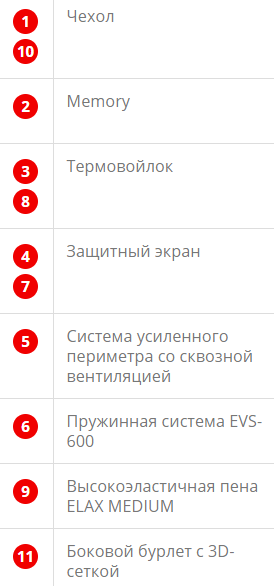 1 Чехол
10
2 Memory
3 Термовойлок
8
4 Защитный экран
7
5 Система усиленного
периметра со сквозной
вентиляцией
6 Пружинная система EVS-
600
9 Высокоэластичная пена
ELAX MEDIUM
11 Боковой бурлет с 3D-
сеткой